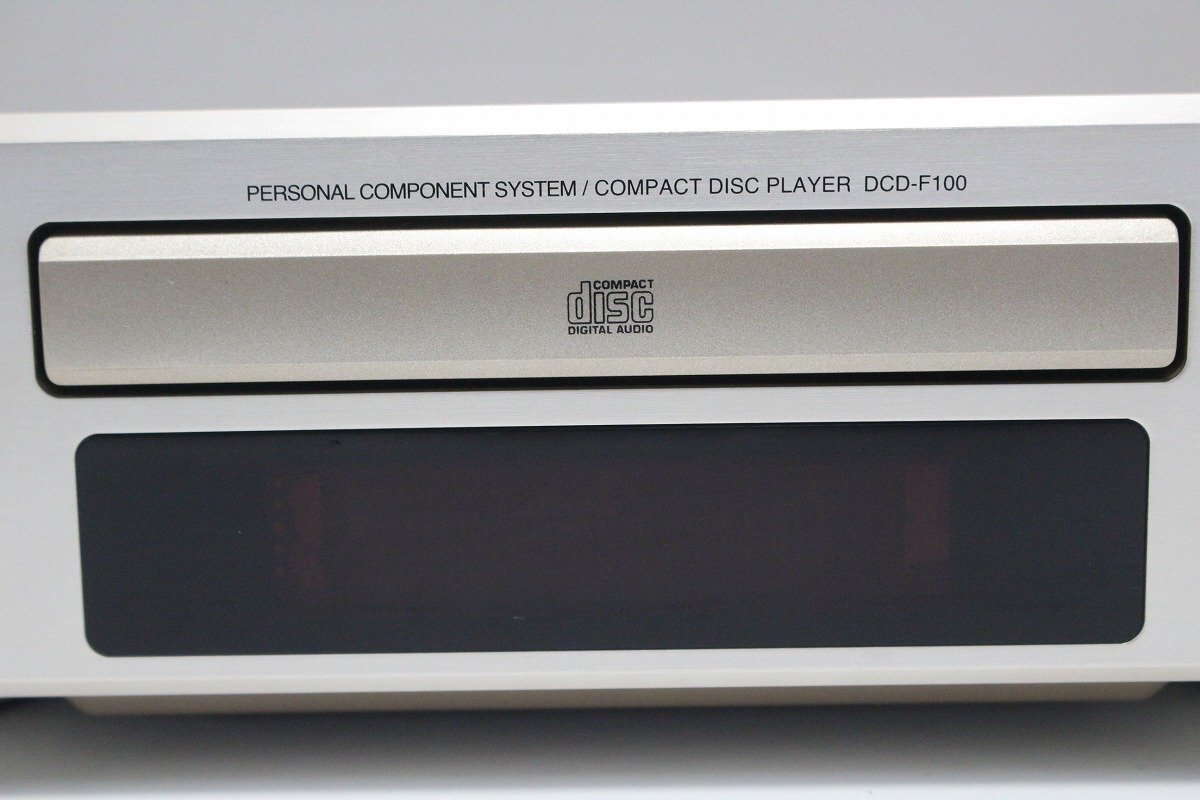 PERSONAL COMPONENT SYSTEM / COMPACT DISC PLAYER DCD-F100
COMPACT
disc
DIGITAL AUDIO